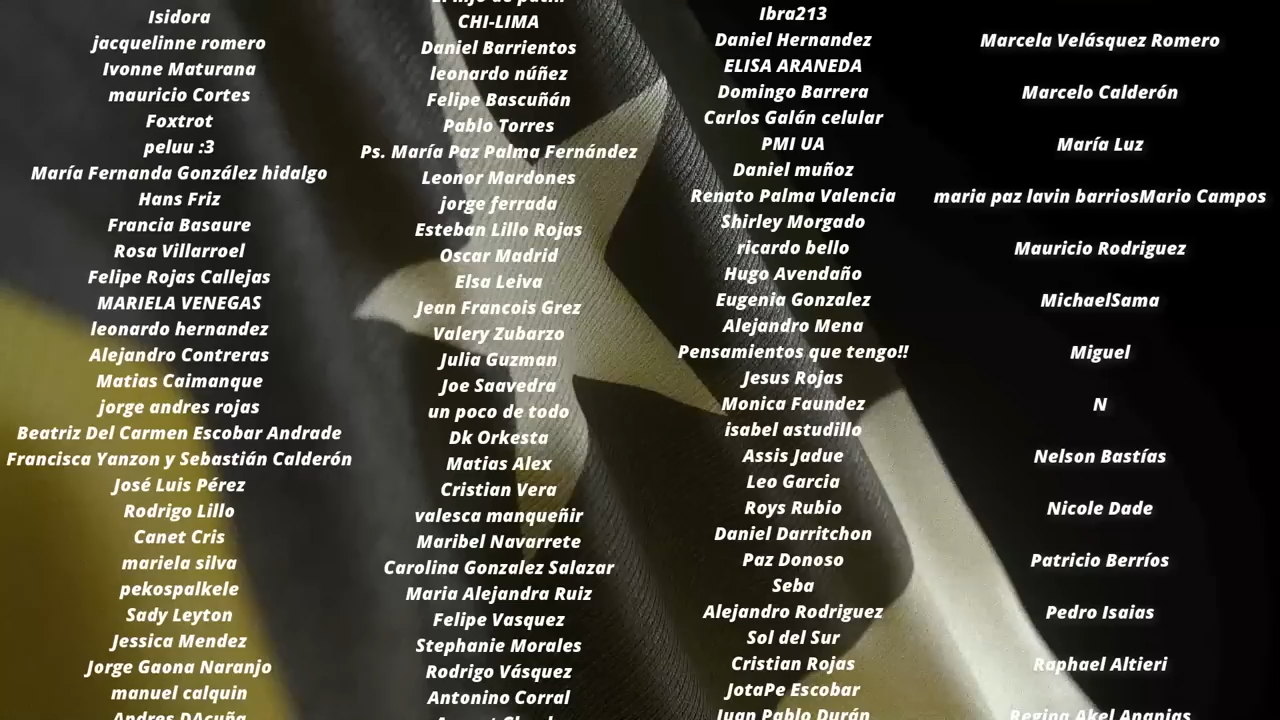 Isidora
jacquelinne romero
Ivonne Maturana
mauricio Cortes
Foxtrot
peluu :3
María Fernanda González hidalgo
Hans Friz
Francia Basaure
Rosa Villarroel
Felipe Rojas Callejas
MARIELA VENEGAS
leonardo hernandez
Alejandro Contreras
Matias Caimanque
jorge andres rojas
Beatriz Del Carmen Escobar Andrade
Francisca Yanzon y Sebastián Calderón
José Luis Pérez
Rodrigo Lillo
Canet Cris
mariela silva
pekospalkele
Sady Leyton
Jessica Mendez
Jorge Gaona Naranjo
manuel calquin
Andres DAcuña
CHI-LIMA
Daniel Barrientos
leonardo núñez
Felipe Bascuñán
Pablo Torres
Ps. María Paz Palma Fernández
Leonor Mardones
jorge ferrada
Esteban Lillo Rojas
Oscar Madrid
Elsa Leiva
Jean Francois Grez
Valery Zubarzo
Julia Guzman
Joe Saavedra
un poco de todo
Dk Orkesta
Matias Alex
Cristian Vera
valesca manqueñir
Maribel Navarrete
Carolina Gonzalez Salazar
Maria Alejandra Ruiz
Felipe Vasquez
Stephanie Morales
Rodrigo Vásquez
Antonino Corral
Ibra213
Daniel Hernandez
ELISA ARANEDA
Domingo Barrera
Carlos Galán celular
PMI UA
Daniel muñoz
Renato Palma Valencia
Shirley Morgado
ricardo bello
Hugo Avendaño
Eugenia Gonzalez
Alejandro Mena
Pensamientos que tengo!!
Jesus Rojas
Monica Faundez
isabel astudillo
Assis Jadue
Leo Garcia
Roys Rubio
Daniel Darritchon
Paz Donoso
Seba
Alejandro Rodriguez
Sol del Sur
Cristian Rojas
JotaPe Escobar
Juan Pablo Durán
Marcela Velásquez Romero
Marcelo Calderón
María Luz
maria paz lavin barriosMario Campos
Mauricio Rodriguez
MichaelSama
Miguel
N
Nelson Bastías
Nicole Dade
Patricio Berríos
Pedro Isaias
Raphael Altieri
Regina Akel Ananias